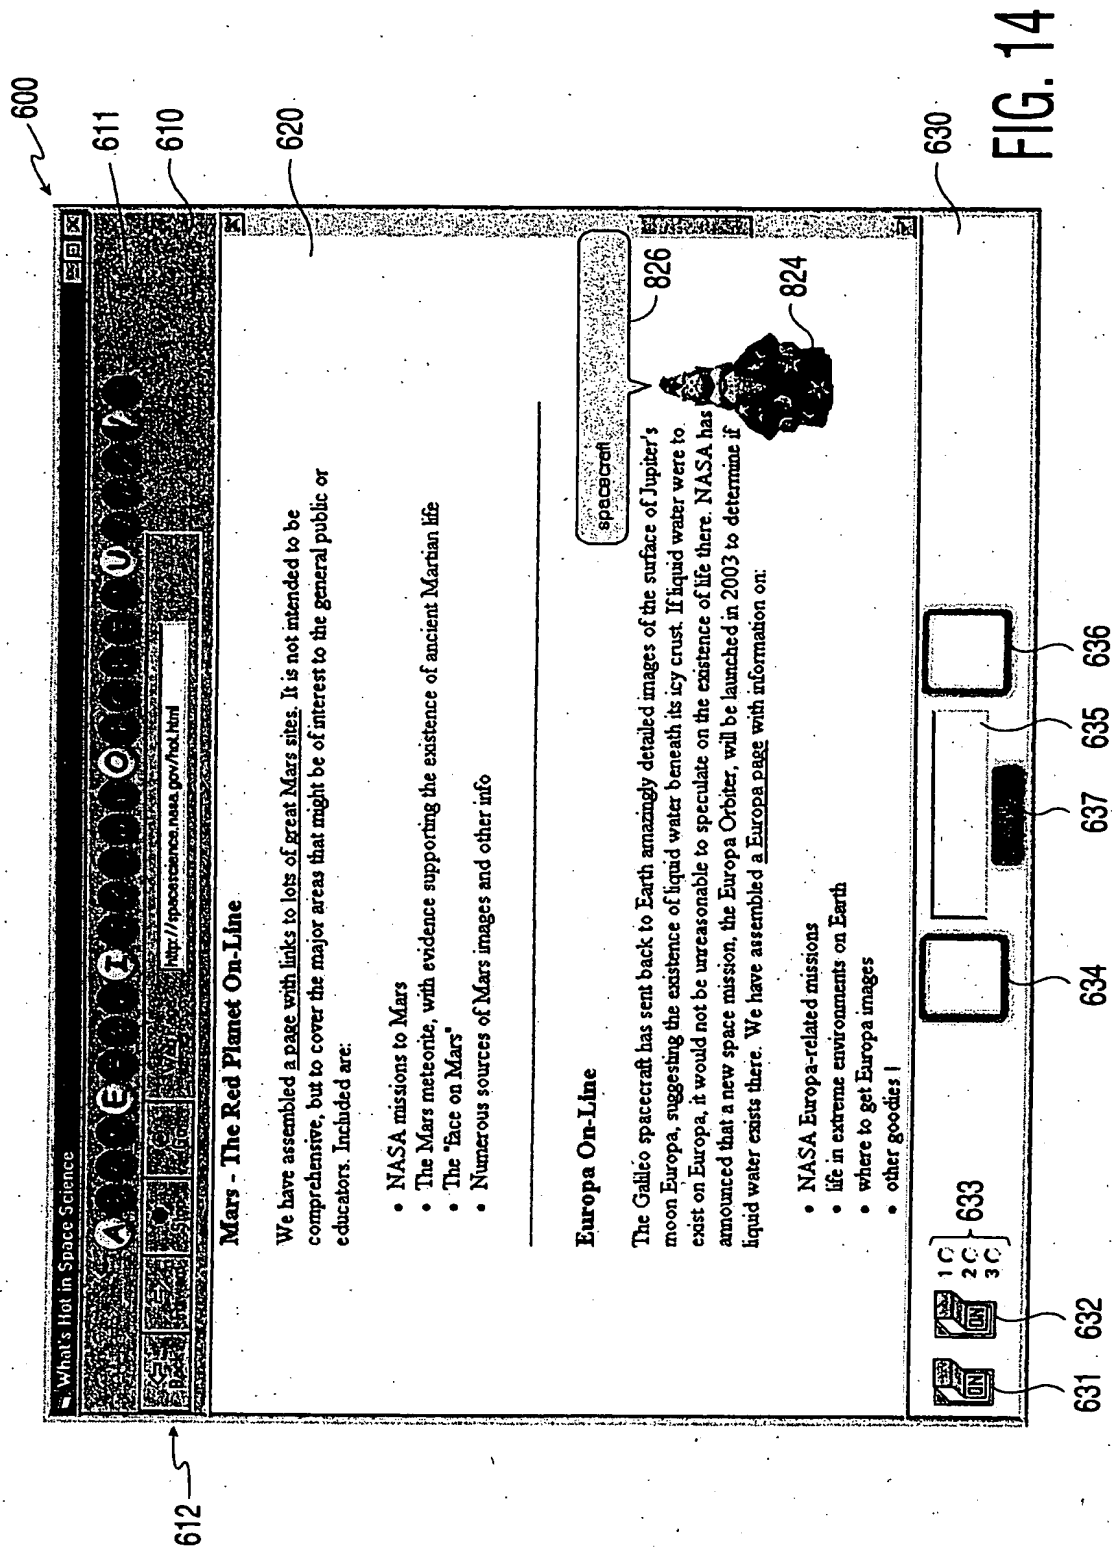 600
611
610
620
What's Hot in Space Science
A E I O U
Back
Stop
http://spacescience.nasa.gov/hot.html
612
Mars - The Red Planet On-Line
We have assembled a page with links to lots of great Mars sites. It is not intended to be
comprehensive, but to cover the major areas that might be of interest to the general public or
educators. Included are:
• NASA missions to Mars
• The Mars meteorite, with evidence supporting the existence of ancient Martian life
• The "face on Mars"
• Numerous sources of Mars images and other info
Europa On-Line
spacecraft
826
824
The Galileo spacecraft has sent back to Earth amazingly detailed images of the surface of Jupiter's
moon Europa, suggesting the existence of liquid water beneath its icy crust. If liquid water were to
exist on Europa, it would not be unreasonable to speculate on the existence of life there. NASA has
announced that a new space mission, the Europa Orbiter, will be launched in 2003 to determine if
liquid water exists there. We have assembled a Europa page with information on:
• NASA Europa-related missions
• life in extreme environments on Earth
• where to get Europa images
• other goodies !
630
ON
ON
1
2
3
633
631
632
634
637
635
636
FIG. 14